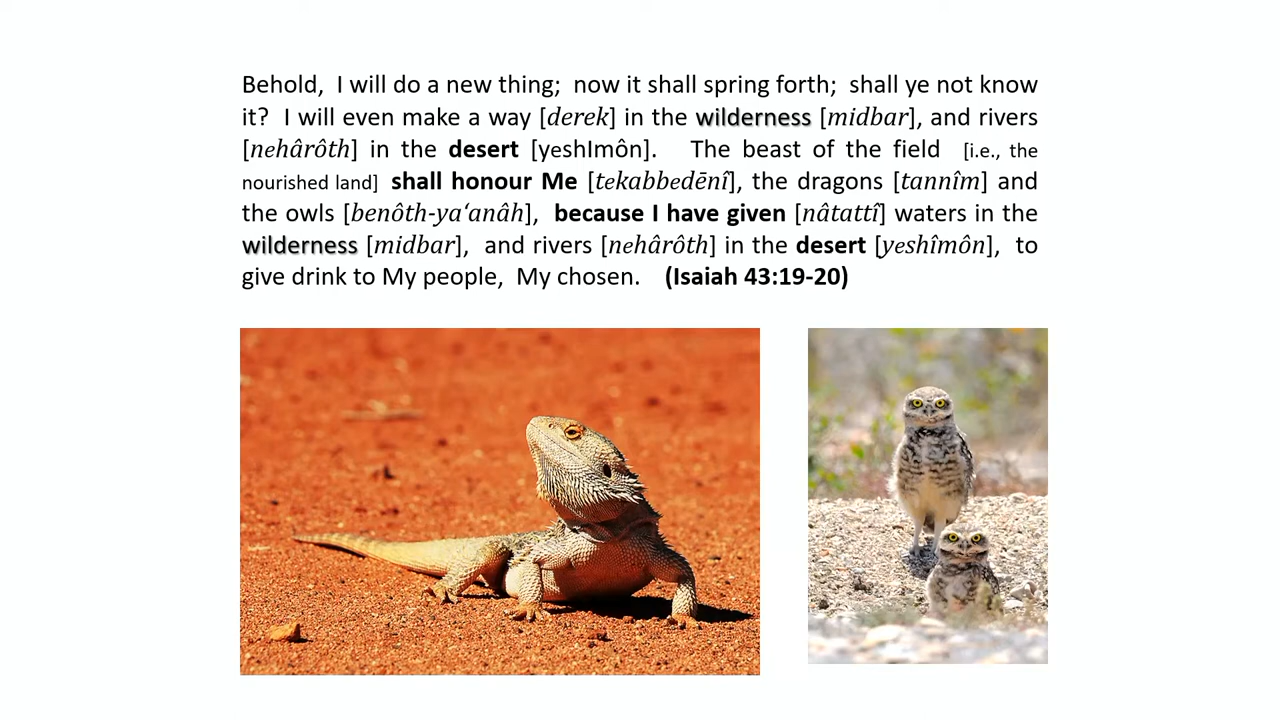 Behold, I will do a new thing; now it shall spring forth; shall ye not know
it? I will even make a way [derek] in the wilderness [midbar], and rivers
[nehârôth] in the desert [yeshImôn]. The beast of the field [i.e., the
nourished land] shall honour Me [tekabbedēnî], the dragons [tannîm] and
the owls [benôth-ya‘anâh], because I have given [nâtattî] waters in the
wilderness [midbar], and rivers [nehârôth] in the desert [yeshîmôn], to
give drink to My people, My chosen. (Isaiah 43:19-20)